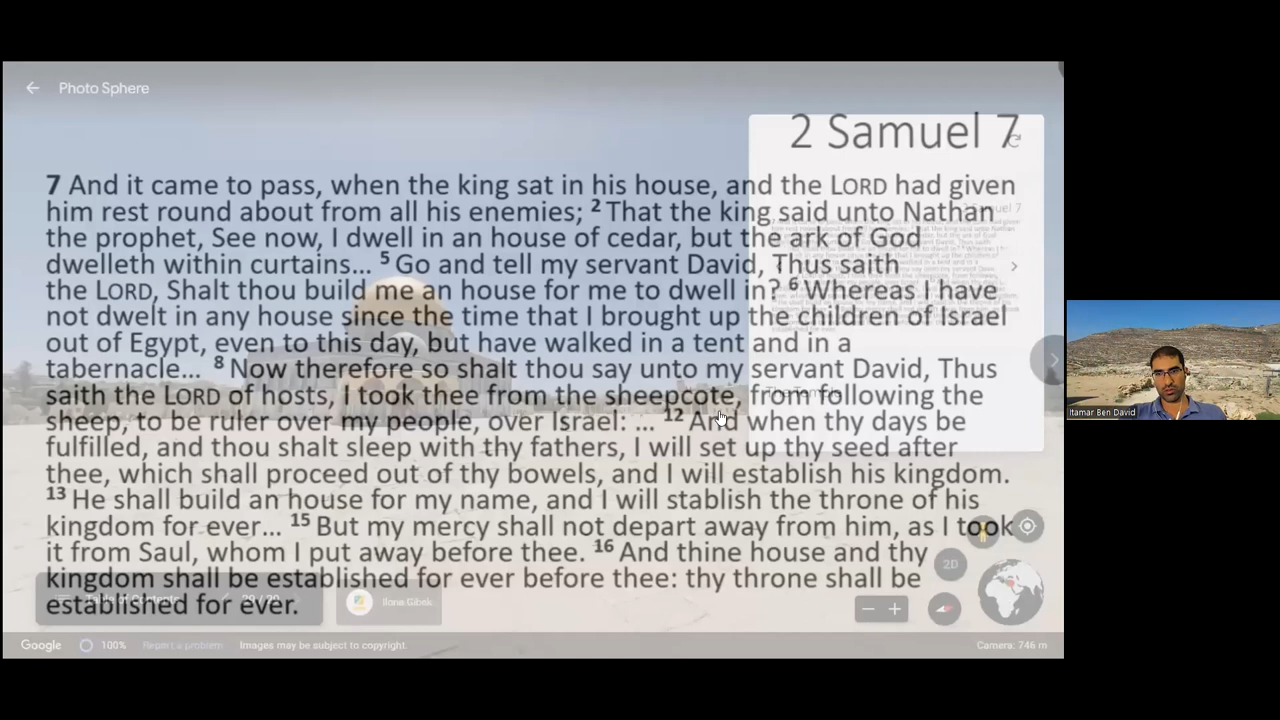 Photo Sphere
2 Samuel 7
7 And it came to pass, when the king sat in his house, and the LORD had given
him rest round about from all his enemies; 2 That the king said unto Nathan
the prophet, See now, I dwell in an house of cedar, but the ark of God
dwelleth within curtains... 5 Go and tell my servant David, Thus saith
the LORD, Shalt thou build me an house for me to dwell in? 6 Whereas I have
not dwelt in any house since the time that I brought up the children of Israel
out of Egypt, even to this day, but have walked in a tent and in a
tabernacle... 8 Now therefore so shalt thou say unto my servant David, Thus
saith the LORD of hosts, I took thee from the sheepcote, from following the
sheep, to be ruler over my people, over Israel: ... 12 And when thy days be
fulfilled, and thou shalt sleep with thy fathers, I will set up thy seed after
thee, which shall proceed out of thy bowels, and I will establish his kingdom.
13 He shall build an house for my name, and I will stablish the throne of his
kingdom for ever... 15 But my mercy shall not depart away from him, as I took
it from Saul, whom I put away before thee. 16 And thine house and thy
kingdom shall be established for ever before thee: thy throne shall be
established for ever.
2 Samuel 7
Itamar Ben David
2D
Table of Contents
Ilana Gibek
Google 100% Report a problem Images may be subject to copyright. Camera: 746 m